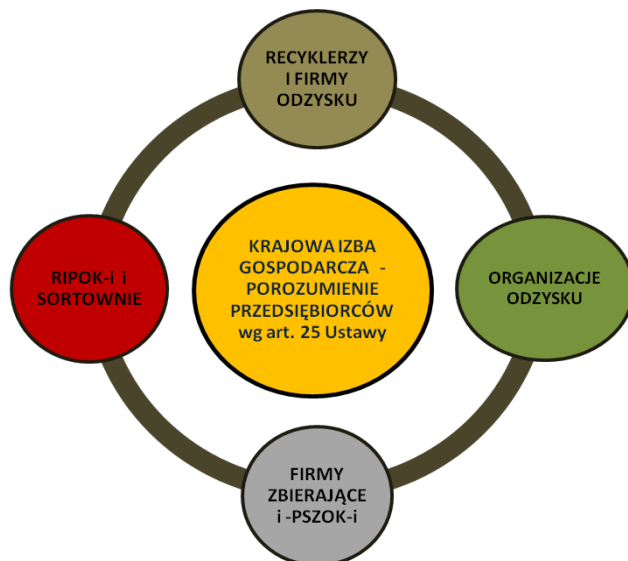 RECYKLERZY
I FIRMY
ODZYSKU
RIPOK-i i
SORTOWNIE
KRAJOWA IZBA
GOSPODARCZA -
POROZUMIENIE
PRZEDSIĘBIORCÓW
wg art. 25 Ustawy
ORGANIZACJE
ODZYSKU
FIRMY
ZBIERAJĄCE
i -PSZOK-i